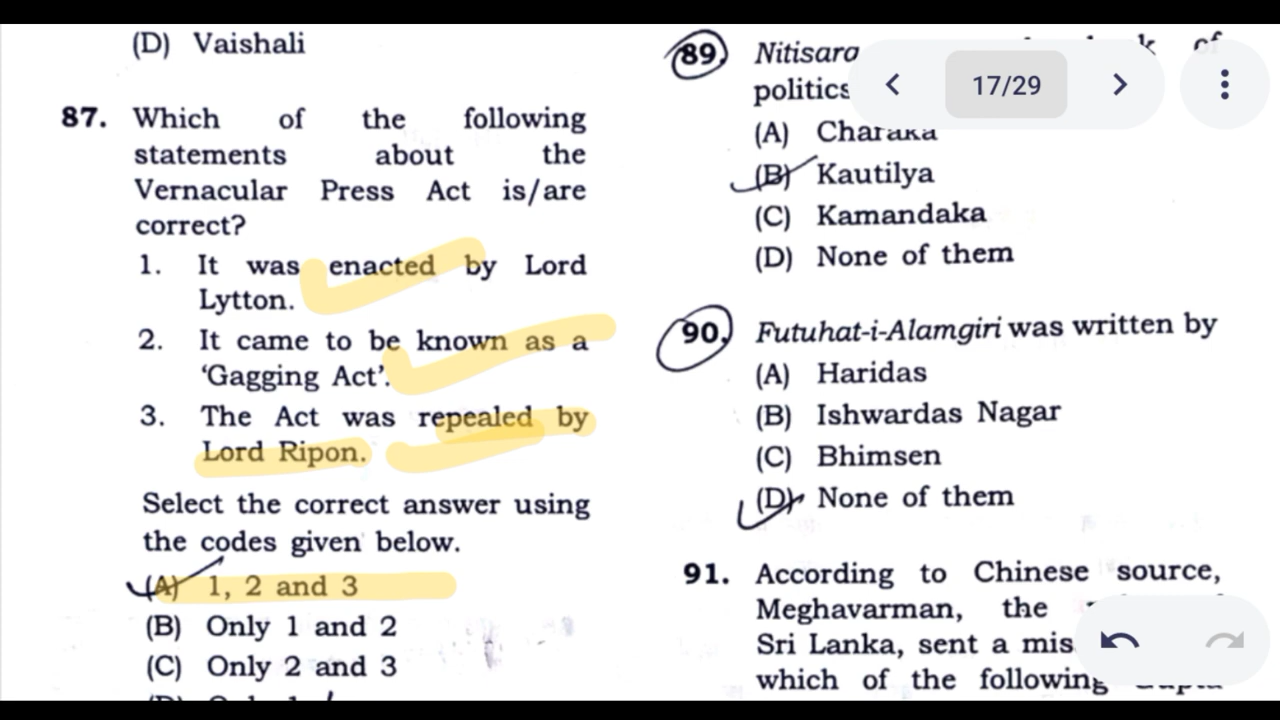 (D) Vaishali
87. Which of the following
statements about the
Vernacular Press Act is/are
correct?
1. It was enacted by Lord
Lytton.
2. It came to be known as a
‘Gagging Act’.
3. The Act was repealed by
Lord Ripon.
Select the correct answer using
the codes given below.
(A) 1, 2 and 3
(B) Only 1 and 2
(C) Only 2 and 3
89. Nitisara of
politics
(A) Charaka
(B) Kautilya
(C) Kamandaka
(D) None of them
90. Futuhat-i-Alamgiri was written by
(A) Haridas
(B) Ishwardas Nagar
(C) Bhimsen
(D) None of them
91. According to Chinese source,
Meghavarman, the
Sri Lanka, sent a mis
which of the following
17/29